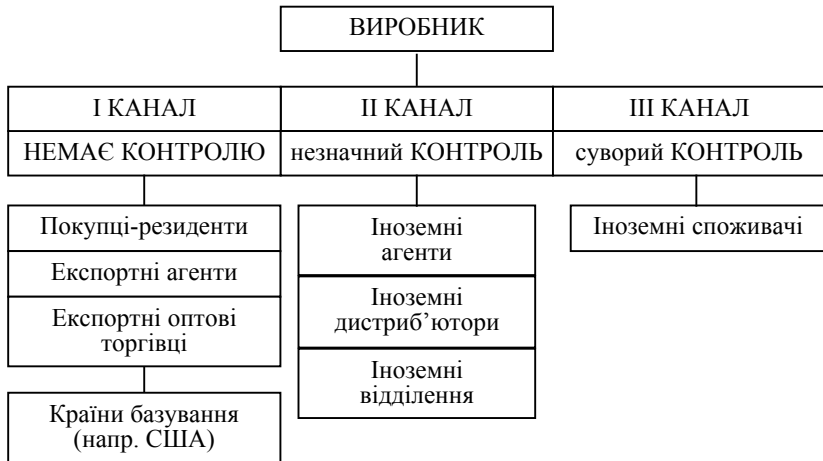 ВИРОБНИК
І КАНАЛ
НЕМАЄ КОНТРОЛЮ
ІІ КАНАЛ
незначний КОНТРОЛЬ
ІІІ КАНАЛ
суворий КОНТРОЛЬ
Покупці-резиденти
Експортні агенти
Експортні оптові
торгівці
Країни базування
(напр. США)
Іноземні
агенти
Іноземні
дистриб’ютори
Іноземні
відділення
Іноземні споживачі